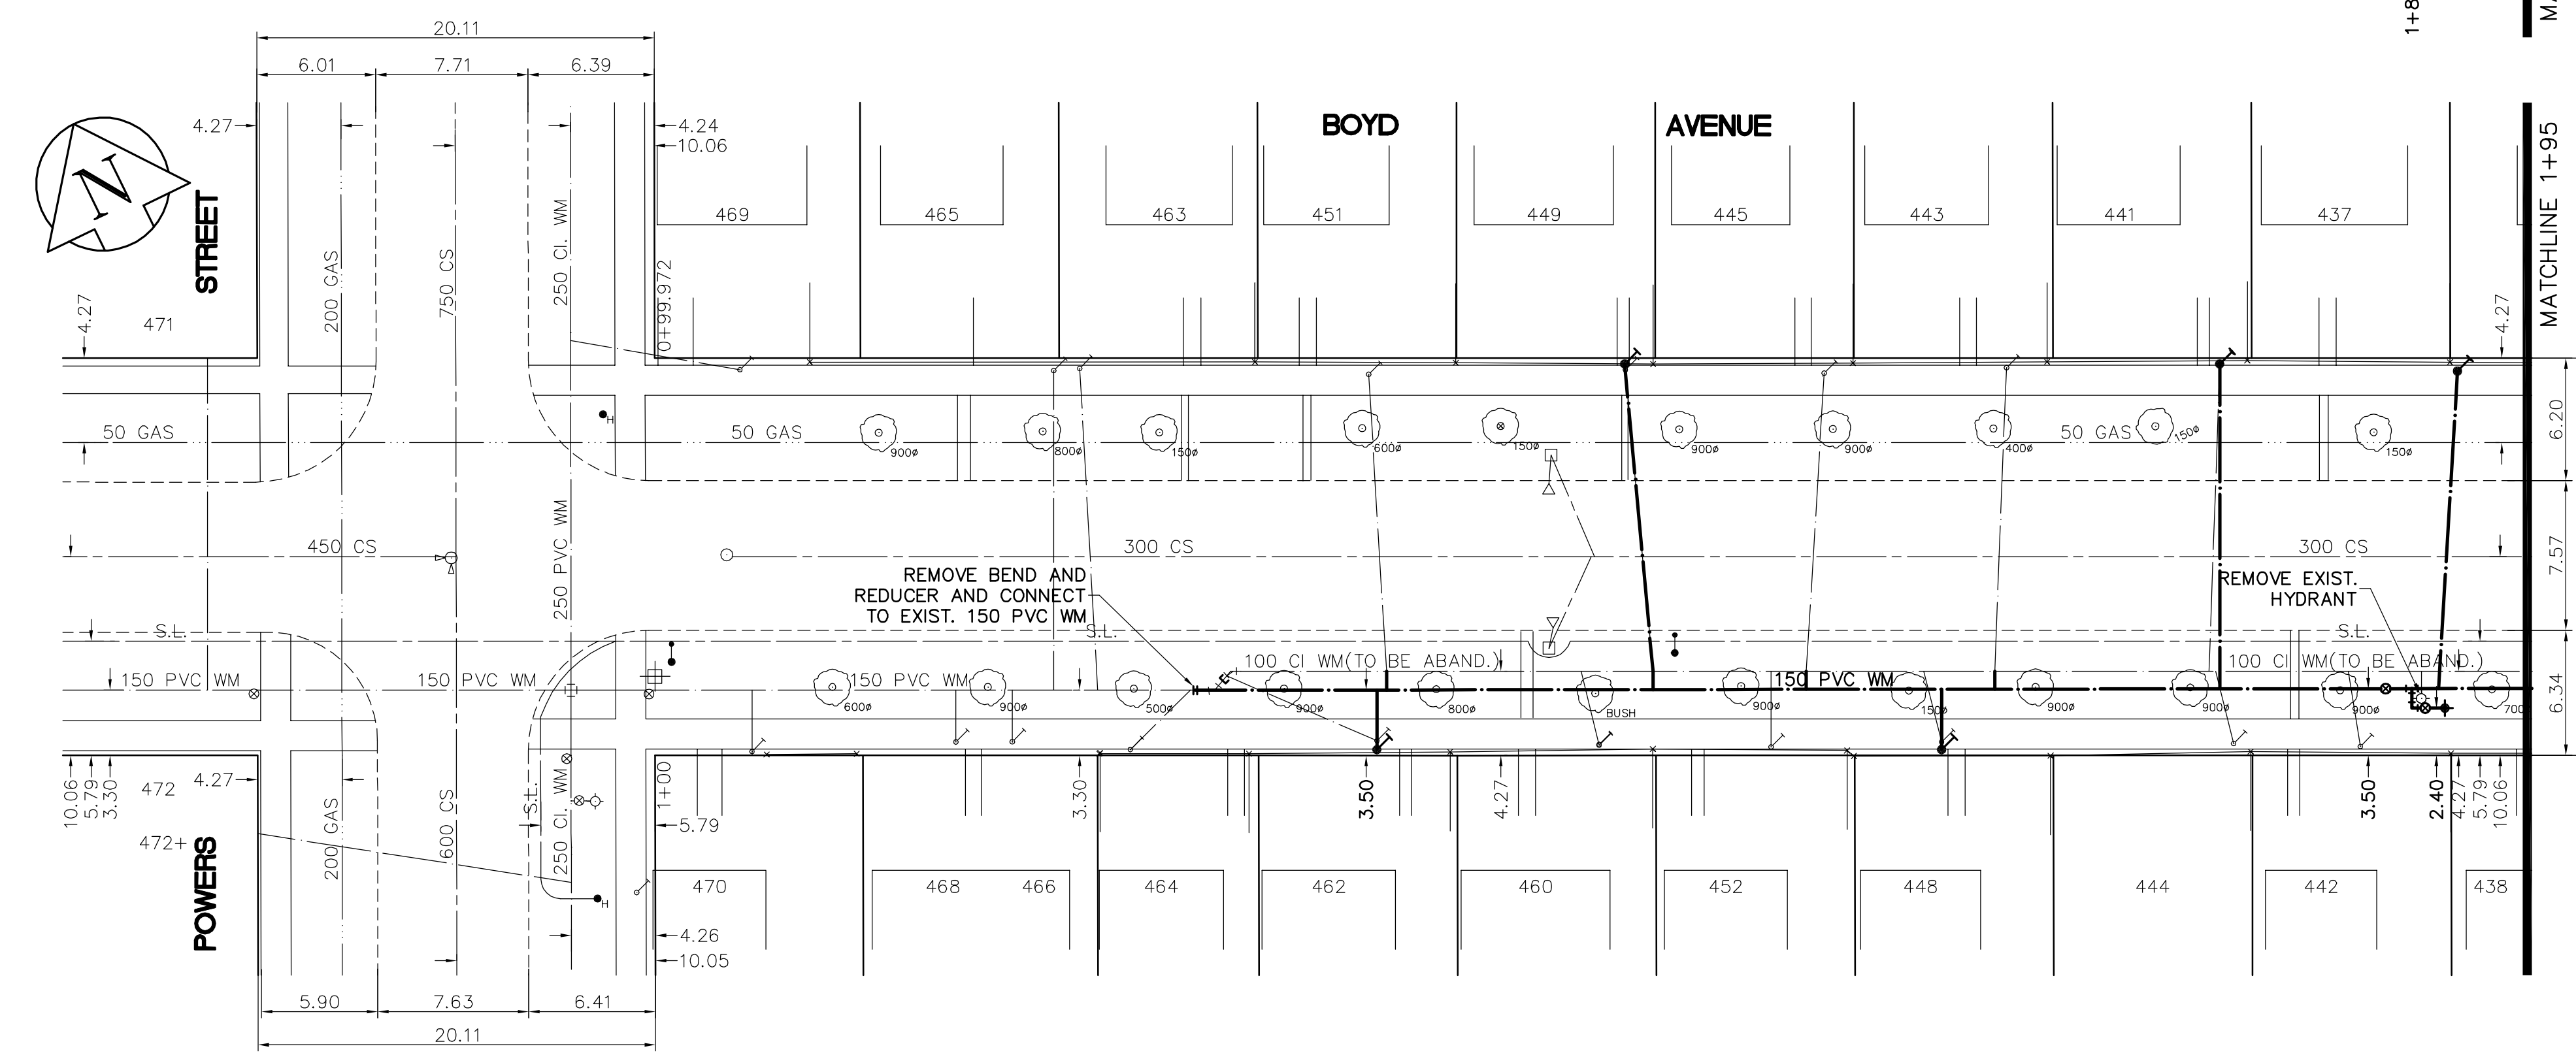 20.11
6.01 7.71 6.39
4.27
4.24
10.06
BOYD AVENUE
N
STREET
200 GAS
750 CS
250 CI. WM
0+99.972
4.27
471
469 465 463 451 449 445 443 441 437
4.27
MATCHLINE 1+95
50 GAS
50 GAS
50 GAS
900ø 800ø 150ø 600ø 150ø 900ø 900ø 400ø 150ø 150ø
6.20
7.57
6.34
450 CS
300 CS
300 CS
250 PVC WM
REMOVE BEND AND
REDUCER AND CONNECT
TO EXIST. 150 PVC WM
REMOVE EXIST.
HYDRANT
S.L.
S.L.
S.L.
100 CI WM(TO BE ABAND.)
100 CI WM(TO BE ABAND.)
150 PVC WM
150 PVC WM
150 PVC WM
150 PVC WM
600ø 900ø 500ø 900ø 800ø BUSH 900ø 150ø 900ø 900ø 900ø 700
H
10.06
5.79
3.30
472
472+
4.27
POWERS
200 GAS
600 CS
S.L.
250 CI. WM
1+00
5.79
H
3.30
3.50
4.27
3.50
2.40
4.27
5.79
10.06
470 468 466 464 462 460 452 448 444 442 438
4.26
10.05
5.90 7.63 6.41
20.11
1+8
MA